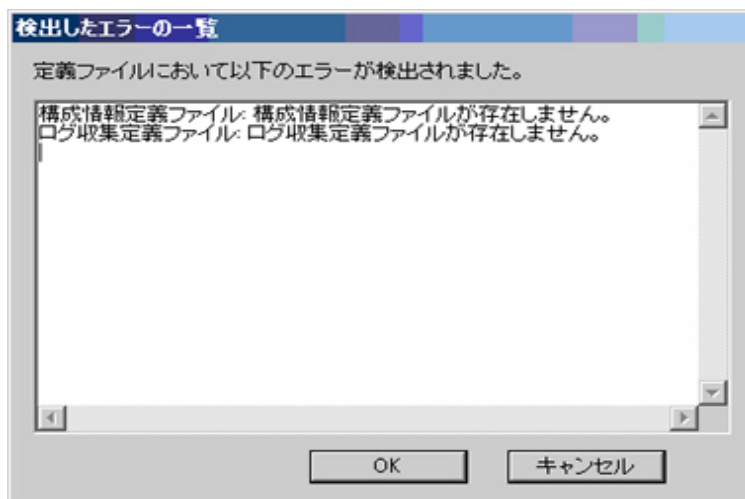 検出したエラーの一覧
定義ファイルにおいて以下のエラーが検出されました。
構成情報定義ファイル: 構成情報定義ファイルが存在しません。
ログ収集定義ファイル: ログ収集定義ファイルが存在しません。
OK キャンセル